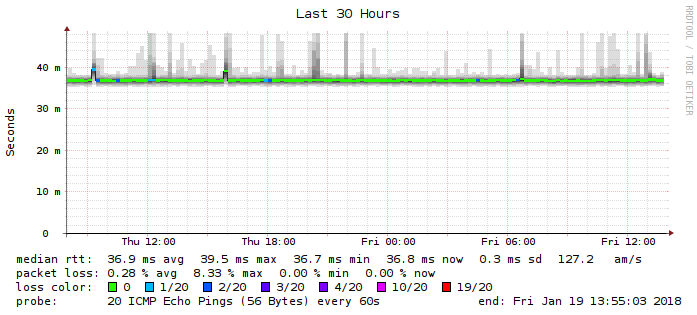 Last 30 Hours
RRDTOOL / TOBI OETIKER
Seconds
40 m
30 m
20 m
10 m
0
Thu 12:00 Thu 18:00 Fri 00:00 Fri 06:00 Fri 12:00
median rtt: 36.9 ms avg 39.5 ms max 36.7 ms min 36.8 ms now 0.3 ms sd 127.2 am/s
packet loss: 0.28 % avg 8.33 % max 0.00 % min 0.00 % now
loss color: 0 1/20 2/20 3/20 4/20 10/20 19/20
probe: 20 ICMP Echo Pings (56 Bytes) every 60s end: Fri Jan 19 13:55:03 2018